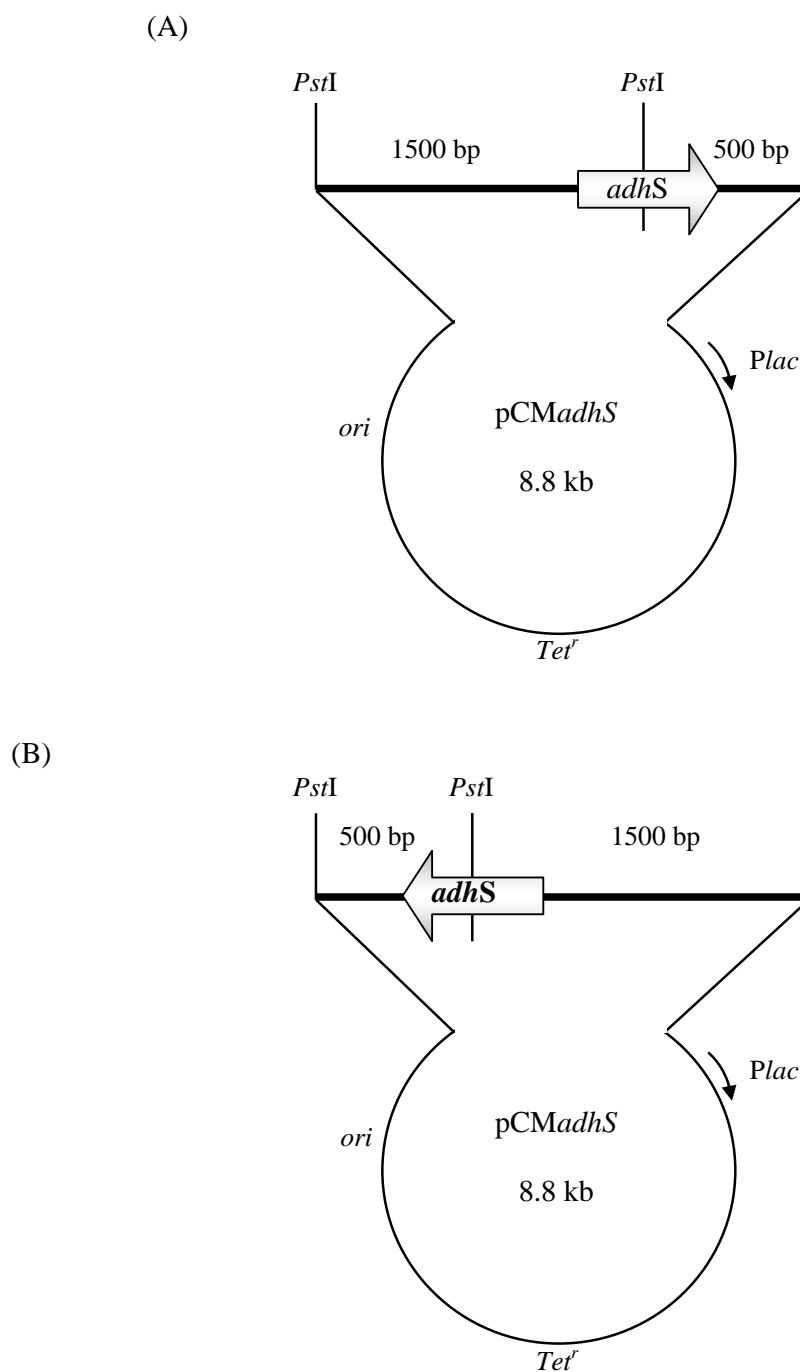 (A)
PstI PstI
1500 bp 500 bp
adhS
Plac
pCMadhS
ori
8.8 kb
Tetr
(B)
PstI PstI
500 bp 1500 bp
adhS
Plac
pCMadhS
ori
8.8 kb
Tetr